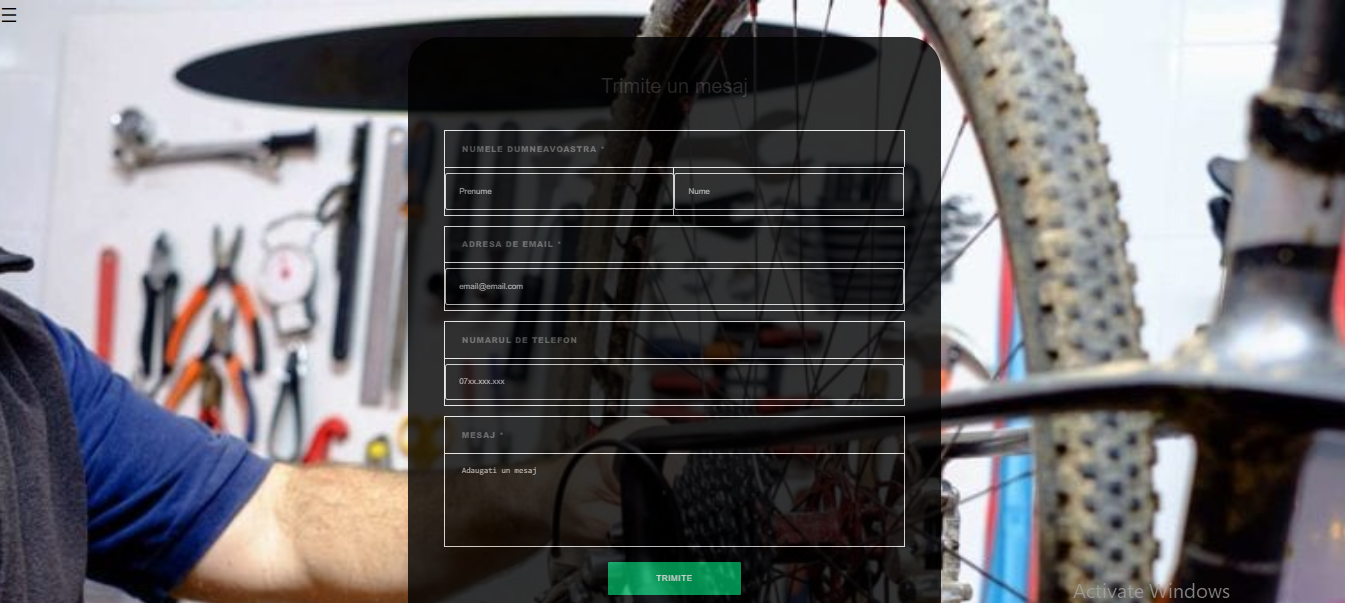 Trimite un mesaj
NUMELE DUMNEAVOASTRA *
Prenume Nume
ADRESA DE EMAIL *
email@email.com
NUMARUL DE TELEFON
07xx.xxx.xxx
MESAJ *
Adaugati un mesaj
TRIMITE
Activate Windows